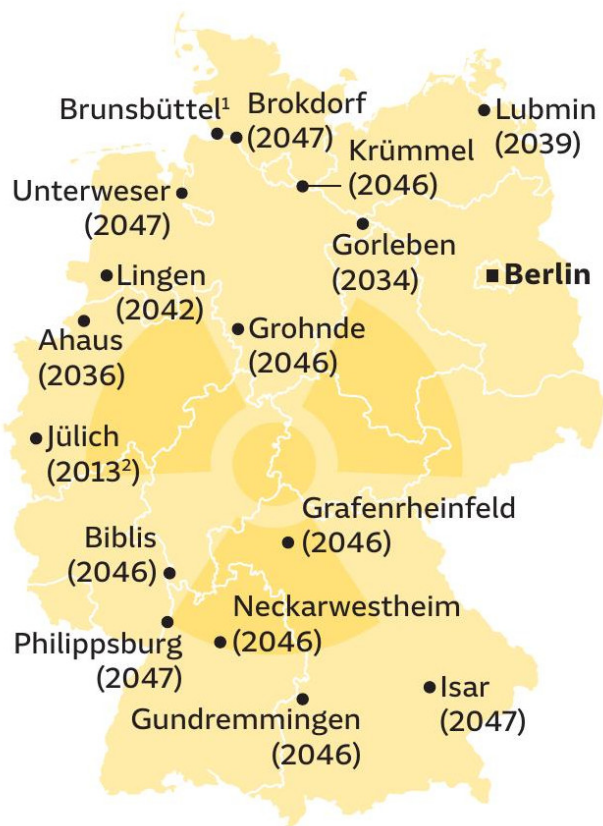 Brunsbüttel¹
Brokdorf
(2047)
Lubmin
(2039)
Krümmel
(2046)
Unterweser
(2047)
Gorleben
(2034)
Berlin
Lingen
(2042)
Ahaus
(2036)
Grohnde
(2046)
Jülich
(2013²)
Grafenrheinfeld
(2046)
Biblis
(2046)
Neckarwestheim
(2046)
Philippsburg
(2047)
Isar
(2047)
Gundremmingen
(2046)